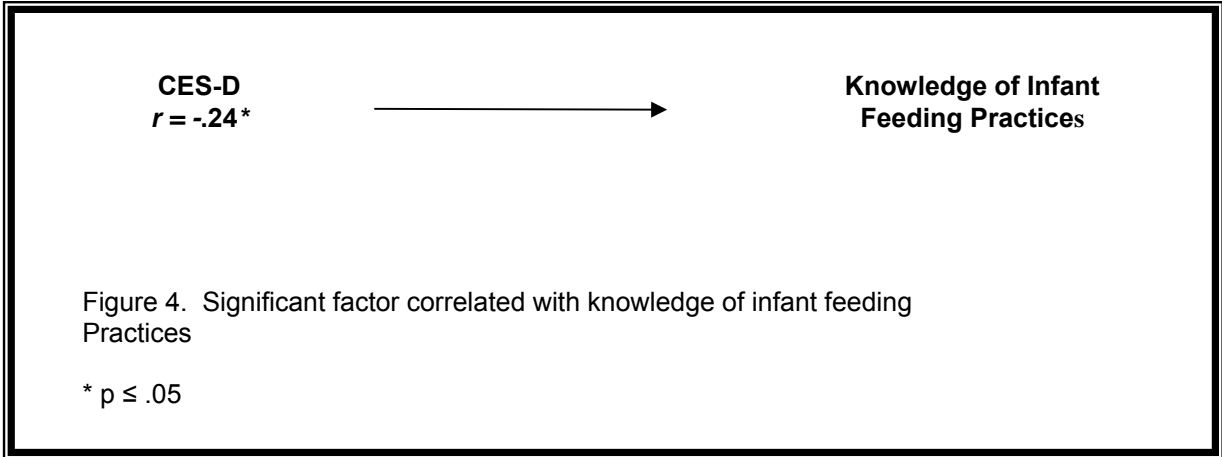 CES-D
r = -.24*
Knowledge of Infant
Feeding Practices
Figure 4.  Significant factor correlated with knowledge of infant feeding
Practices
* p ≤ .05